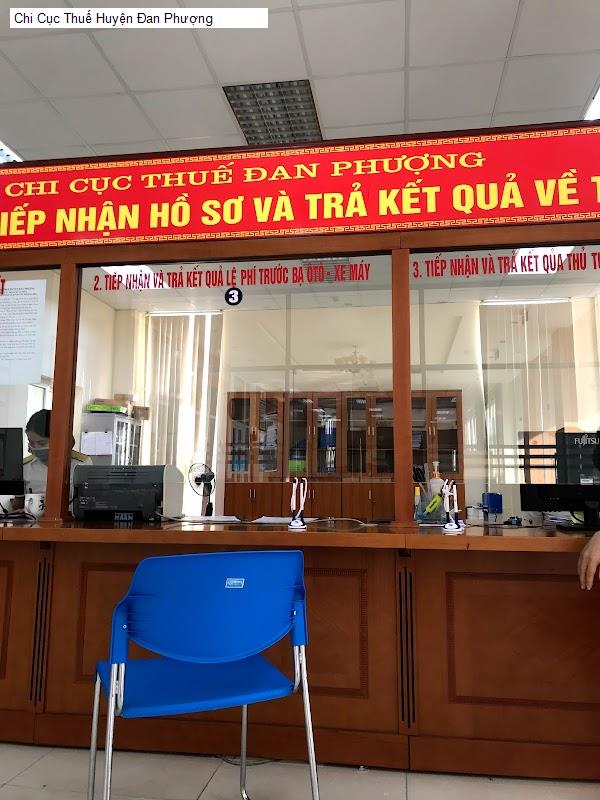 Chi Cục Thuế Huyện Đan Phượng
CHI CỤC THUẾ ĐAN PHƯỢNG
TIẾP NHẬN HỒ SƠ VÀ TRẢ KẾT QUẢ VỀ T
2. TIẾP NHẬN VÀ TRẢ KẾT QUẢ LỆ PHÍ TRƯỚC BẠ ÔTÔ - XE MÁY
3. TIẾP NHẬN VÀ TRẢ KẾT QỦA THỦ T
3
FUJITSU